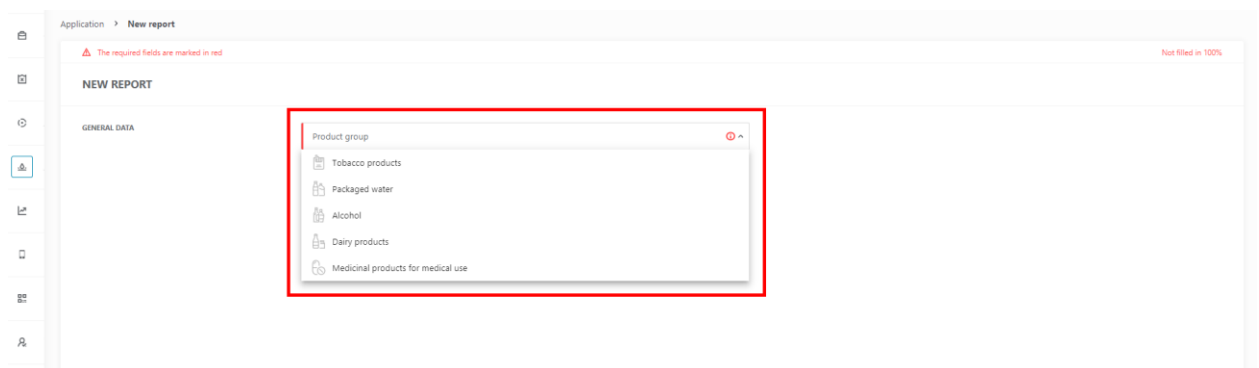 Application > New report
The required fields are marked in red
Not filled in 100%
NEW REPORT
GENERAL DATA
Product group
Tobacco products
Packaged water
Alcohol
Dairy products
Medicinal products for medical use